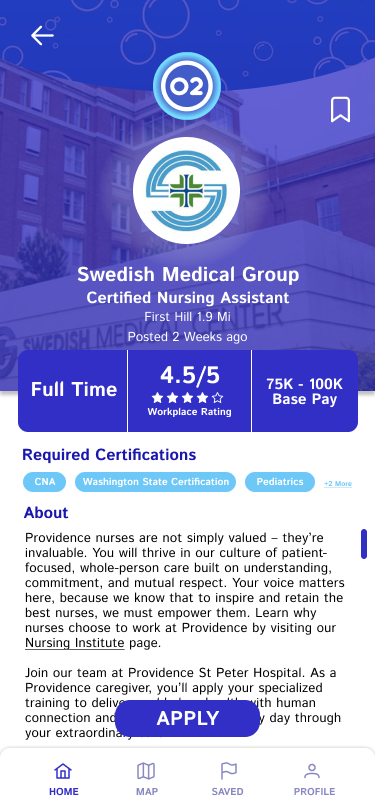 O2
Swedish Medical Group
Certified Nursing Assistant
First Hill 1.9 Mi
Posted 2 Weeks ago
SWEDISH MEDICAL CENTER
Full Time
4.5/5
Workplace Rating
75K - 100K
Base Pay
Required Certifications
CNA
Washington State Certification
Pediatrics
+2 More
About
Providence nurses are not simply valued – they’re
invaluable. You will thrive in our culture of patient-
focused, whole-person care built on understanding,
commitment, and mutual respect. Your voice matters
here, because we know that to inspire and retain the
best nurses, we must empower them. Learn why
nurses choose to work at Providence by visiting our
Nursing Institute page.
Join our team at Providence St Peter Hospital. As a
Providence caregiver, you’ll apply your specialized
training to deliver with human
connection and y day through
your extraordinary
APPLY
HOME
MAP
SAVED
PROFILE